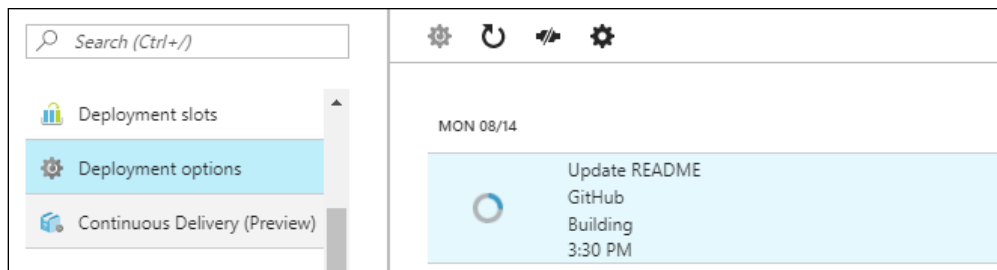 Search (Ctrl+/)
Deployment slots
Deployment options
Continuous Delivery (Preview)
MON 08/14
Update README
GitHub
Building
3:30 PM